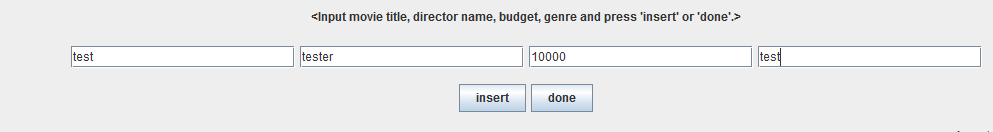 <Input movie title, director name, budget, genre and press 'insert' or 'done'.>
test tester 10000 test
insert done